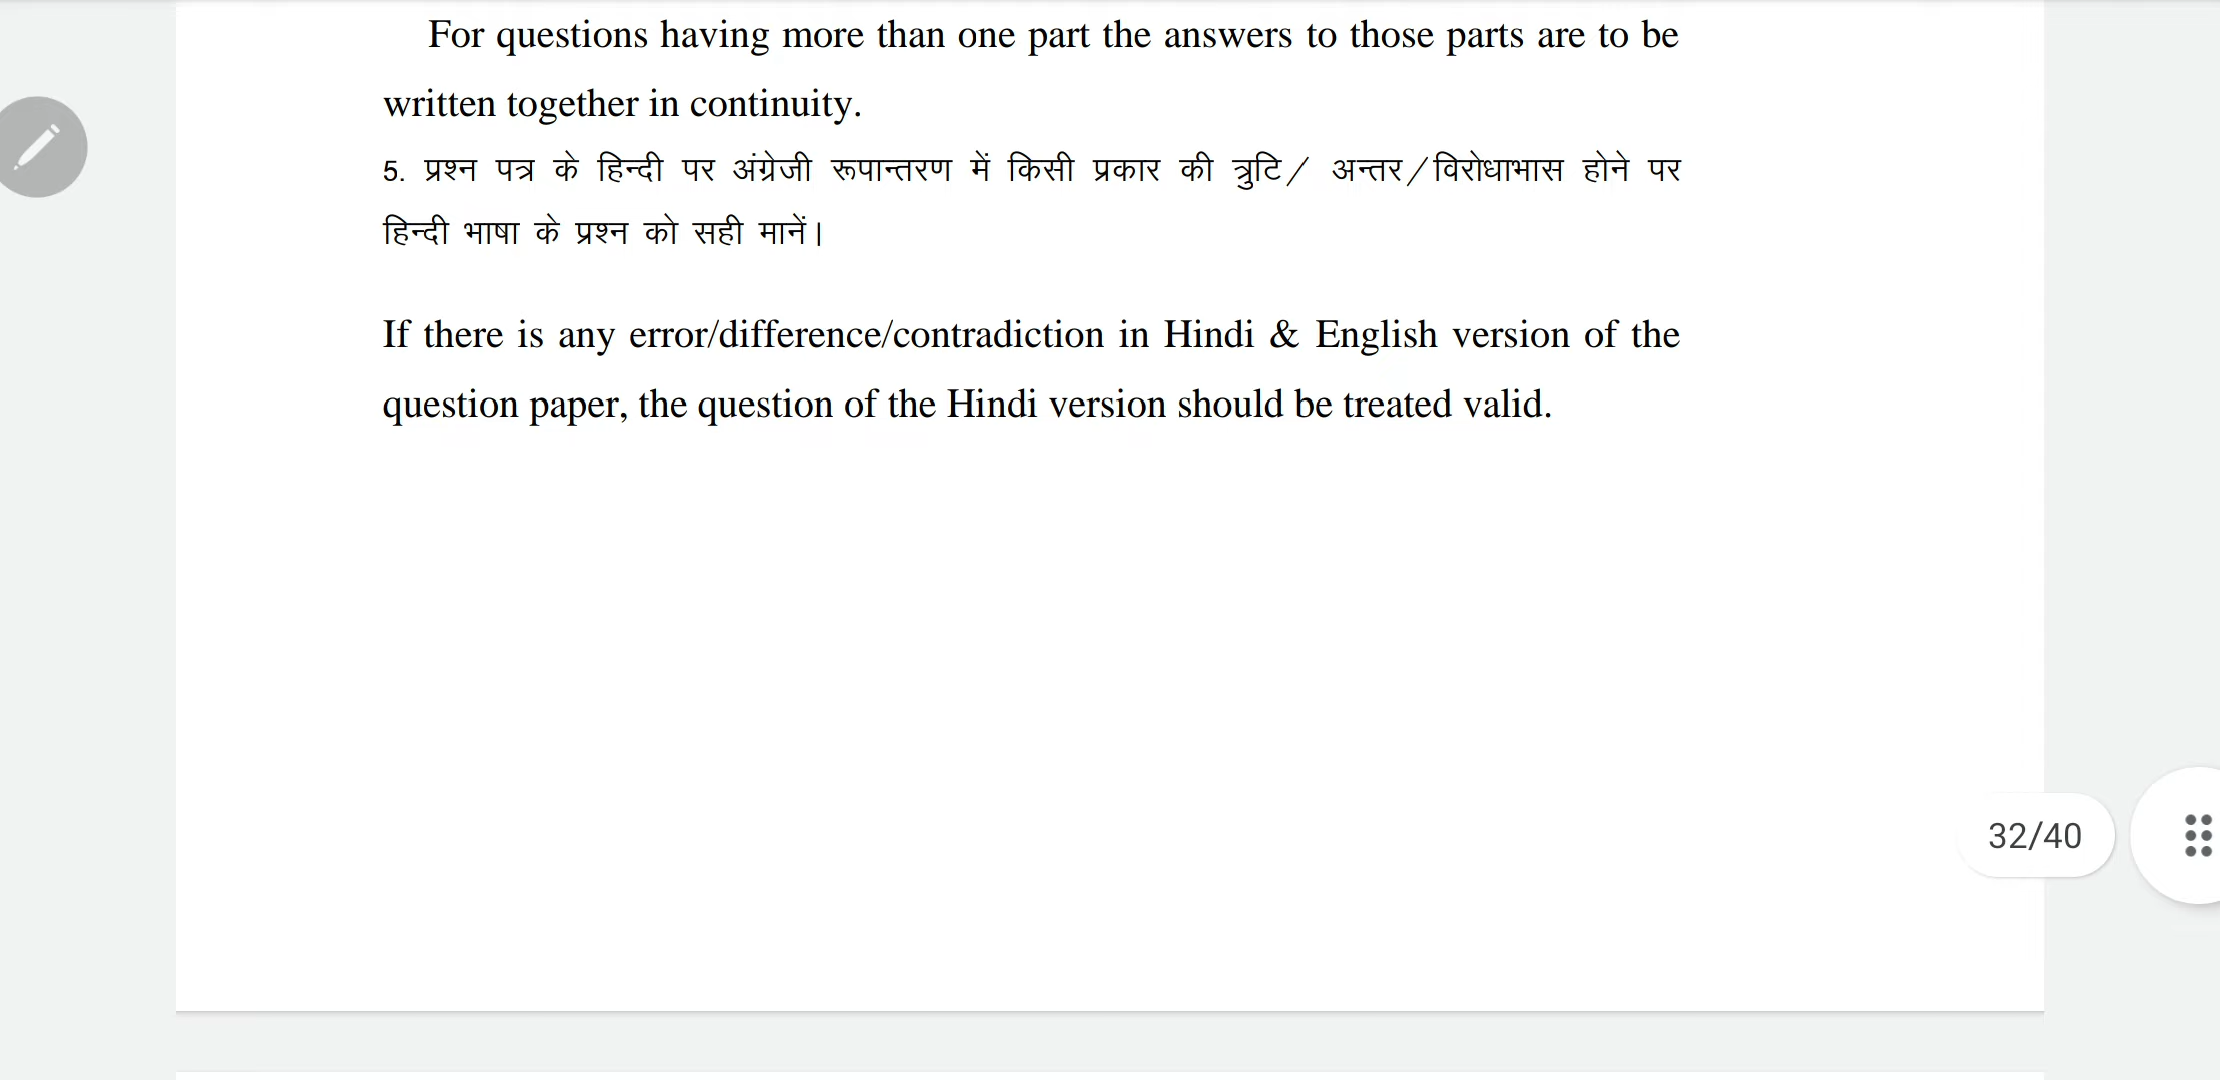 For questions having more than one part the answers to those parts are to be
written together in continuity.
5. प्रश्न पत्र के हिन्दी पर अंग्रेजी रूपान्तरण में किसी प्रकार की त्रुटि/ अन्तर/विरोधाभास होने पर
हिन्दी भाषा के प्रश्न को सही मानें।
If there is any error/difference/contradiction in Hindi & English version of the
question paper, the question of the Hindi version should be treated valid.
32/40